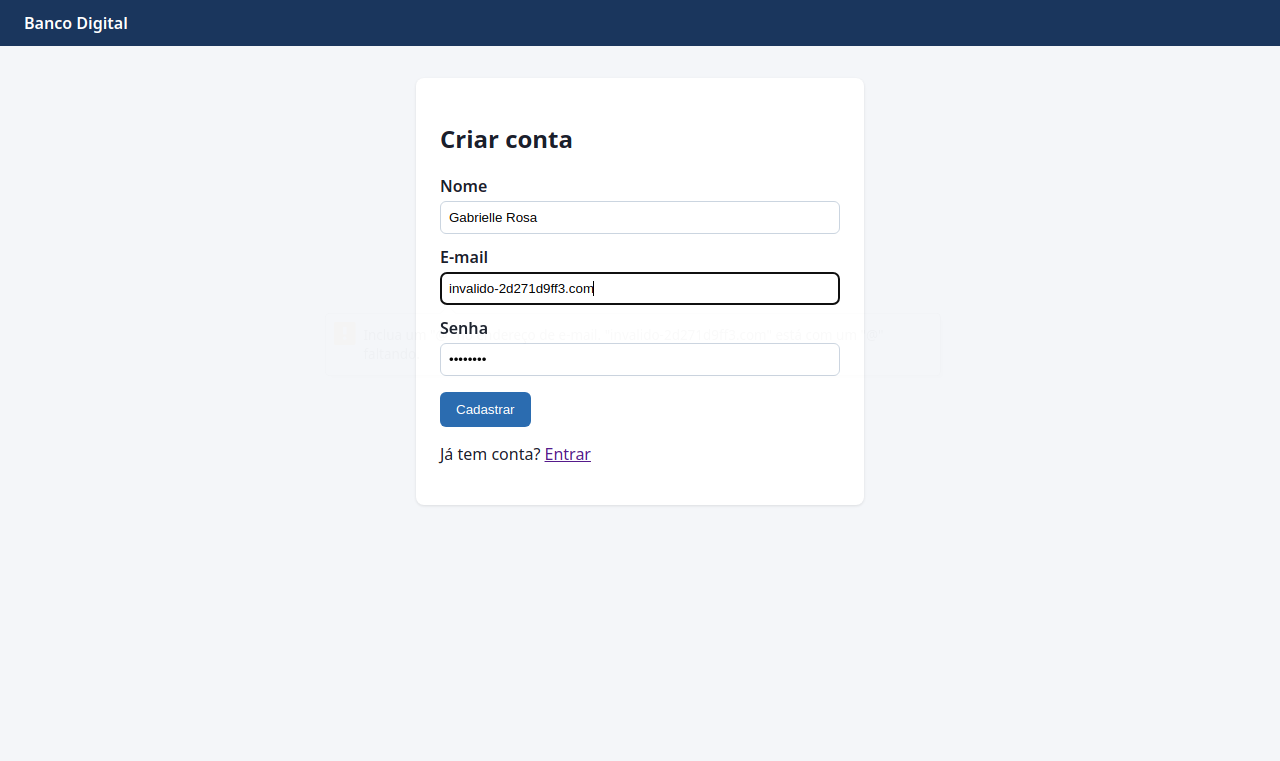 Banco Digital
Criar conta
Nome
Gabrielle Rosa
E-mail
invalido-2d271d9ff3.com
Senha
••••••••
Cadastrar
Já tem conta? Entrar